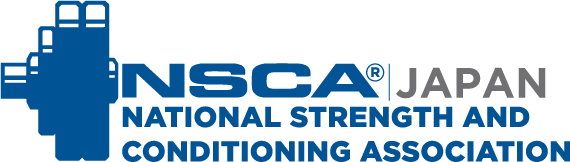 NSCA® JAPAN
NATIONAL STRENGTH AND
CONDITIONING ASSOCIATION